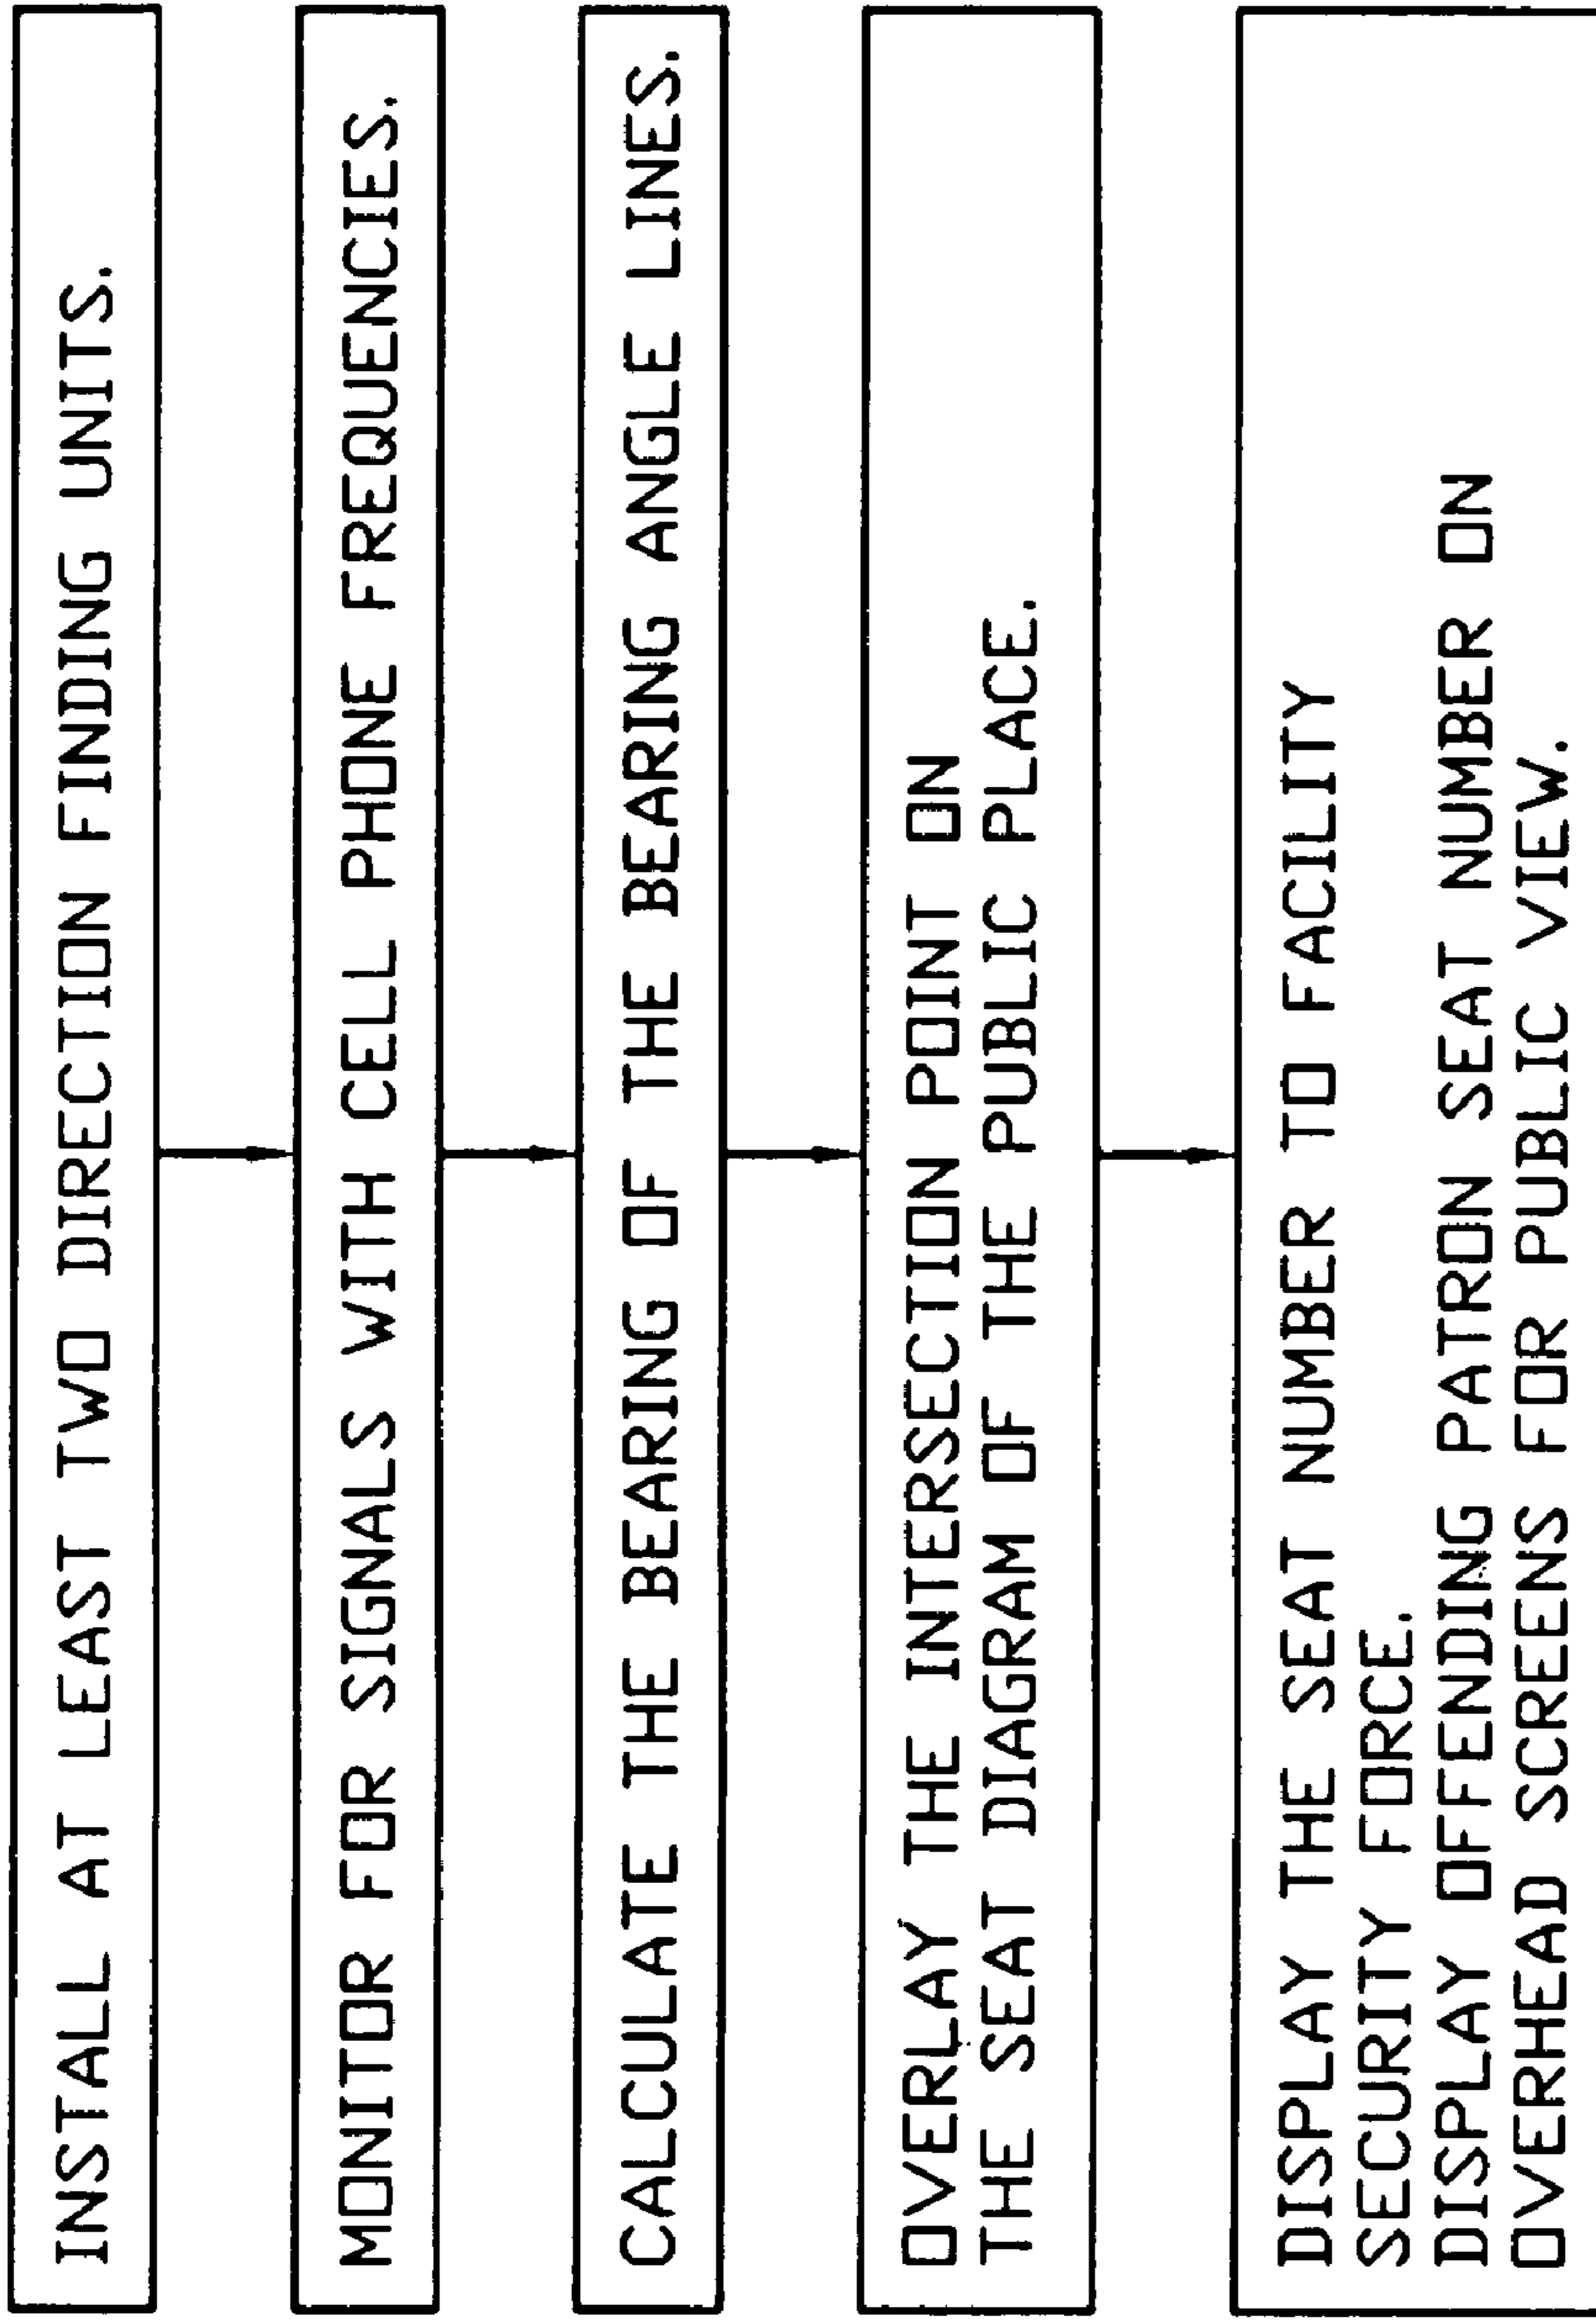 INSTALL AT LEAST TWO DIRECTION FINDING UNITS.
MONITOR FOR SIGNALS WITH CELL PHONE FREQUENCIES.
CALCULATE THE BEARING OF THE BEARING ANGLE LINES.
OVERLAY THE INTERSECTION POINT ON
THE SEAT DIAGRAM OF THE PUBLIC PLACE.
DISPLAY THE SEAT NUMBER TO FACILITY
SECURITY FORCE.
DISPLAY OFFENDING PATRON SEAT NUMBER ON
OVERHEAD SCREENS FOR PUBLIC VIEW.